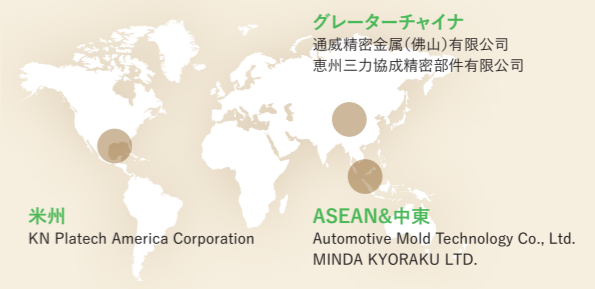 グレーターチャイナ
通威精密金属(佛山)有限公司
恵州三力協成精密部件有限公司
米州
KN Platech America Corporation
ASEAN&中東
Automotive Mold Technology Co., Ltd.
MINDA KYORAKU LTD.